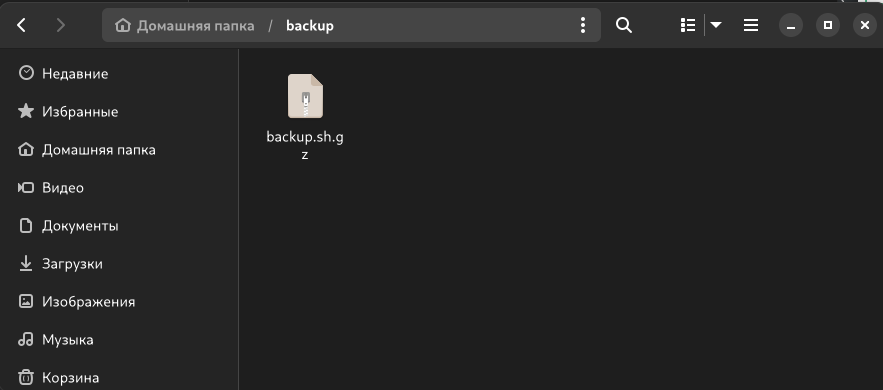 Домашняя папка / backup
Недавние
Избранные
Домашняя папка
Видео
Документы
Загрузки
Изображения
Музыка
Корзина
backup.sh.g
z